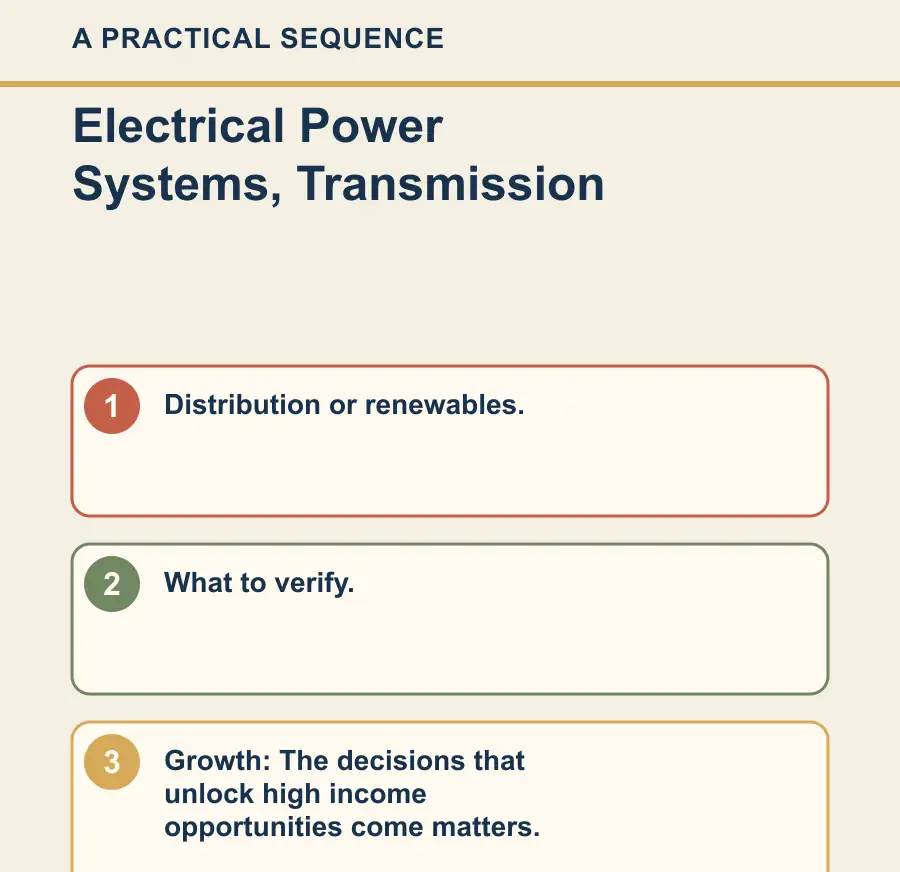 A PRACTICAL SEQUENCE
Electrical Power
Systems, Transmission
1
Distribution or renewables.
2
What to verify.
3
Growth: The decisions that
unlock high income
opportunities come matters.